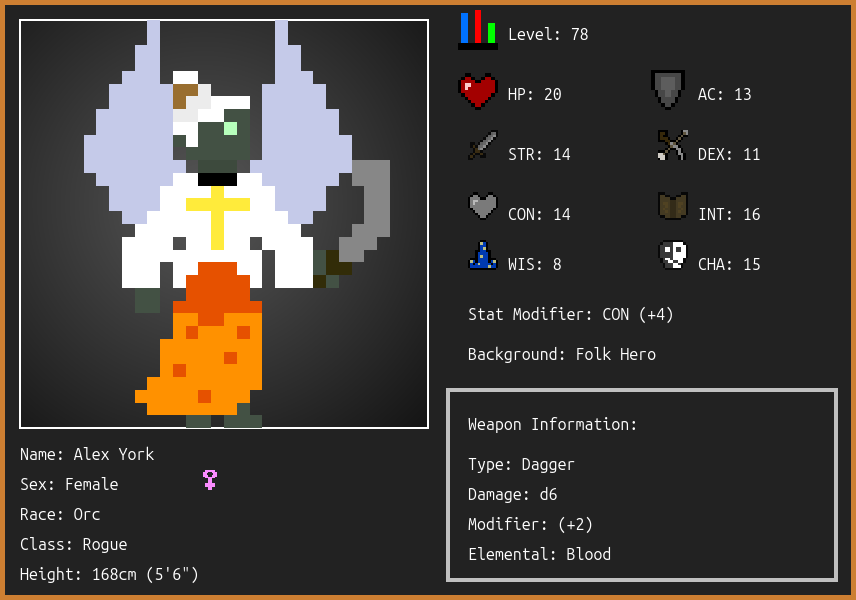 Level: 78
HP: 20
AC: 13
STR: 14
DEX: 11
CON: 14
INT: 16
WIS: 8
CHA: 15
Stat Modifier: CON (+4)
Background: Folk Hero
Weapon Information:
Type: Dagger
Damage: d6
Modifier: (+2)
Elemental: Blood
Name: Alex York
Sex: Female
Race: Orc
Class: Rogue
Height: 168cm (5'6")